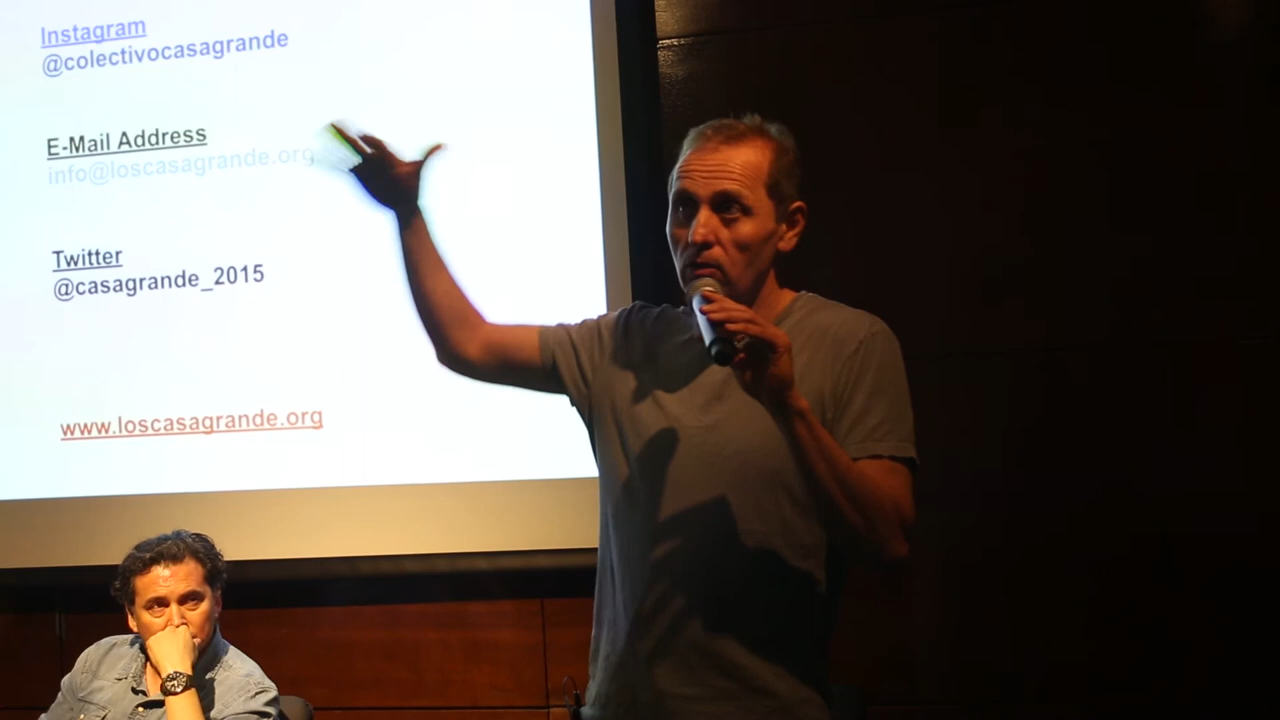 Instagram
@colectivocasagrande
E-Mail Address
info@loscasagrande.org
Twitter
@casagrande_2015
www.loscasagrande.org